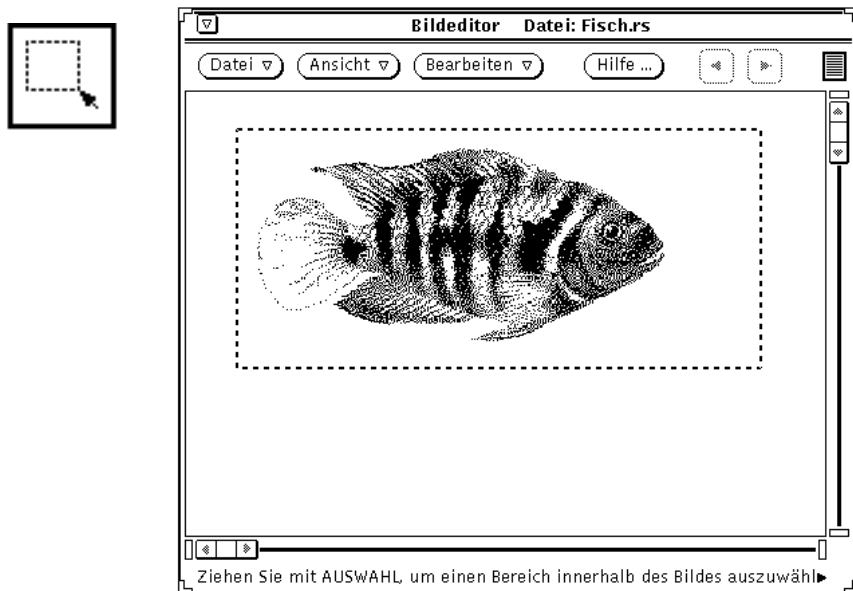 Bildeditor Datei: Fisch.rs
Datei Ansicht Bearbeiten Hilfe ...
Ziehen Sie mit AUSWAHL, um einen Bereich innerhalb des Bildes auszuwähl